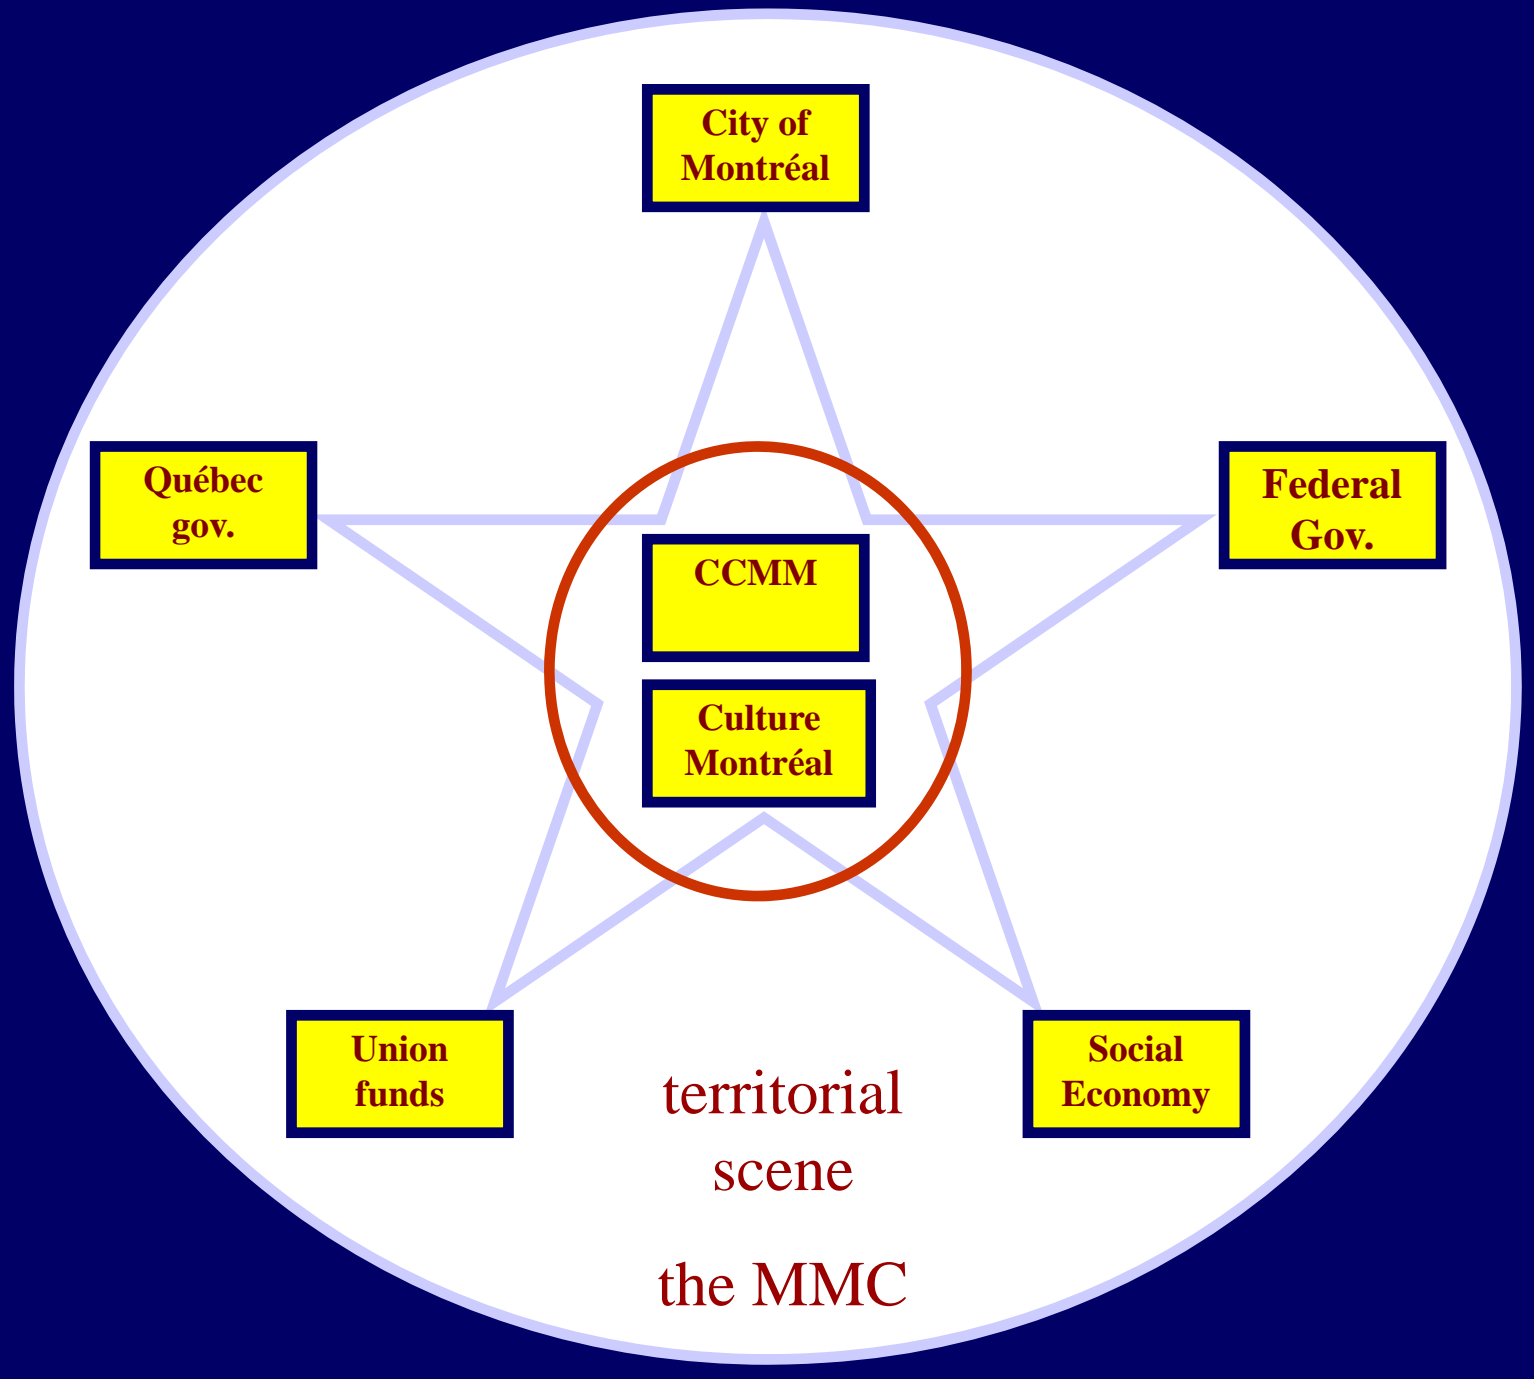 City of
Montréal
Québec
gov.
Federal
Gov.
CCMM
Culture
Montréal
Union
funds
Social
Economy
territorial
scene
the MMC